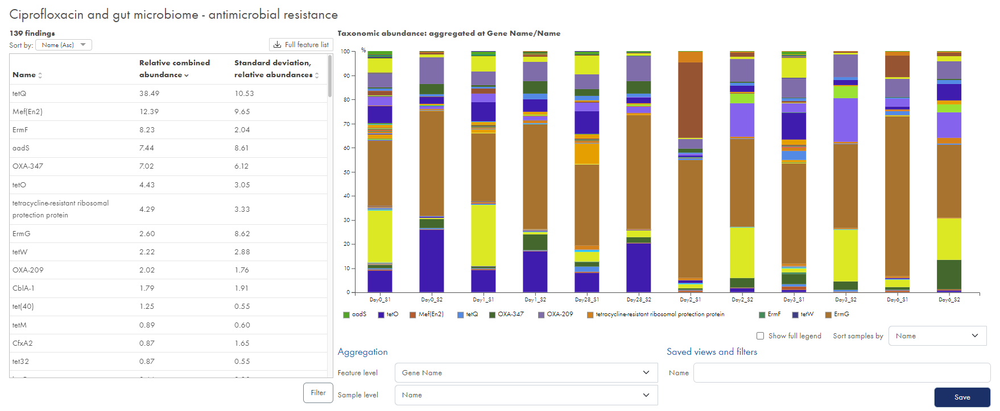 Ciprofloxacin and gut microbiome - antimicrobial resistance
139 findings
Sort by: Name (Asc)
Full feature list
Name
Relative combined abundance
Standard deviation, relative abundances
tetQ 38.49 10.53
Mef(En2) 12.39 9.65
ErmF 8.23 2.04
aadS 7.44 8.61
OXA-347 7.02 6.12
tetO 4.43 3.05
tetracycline-resistant ribosomal protection protein 4.29 3.33
ErmG 2.60 8.62
tetW 2.22 2.88
OXA-209 2.02 1.76
CblA-1 1.79 1.91
tet(40) 1.25 0.55
tetM 0.89 0.60
CfxA2 0.87 1.65
tet32 0.87 0.55
Filter
Taxonomic abundance: aggregated at Gene Name/Name
%
100
90
80
70
60
50
40
30
20
10
0
Day0_S1 Day0_S2 Day1_S1 Day1_S2 Day28_S1 Day28_S2 Day2_S1 Day2_S2 Day3_S1 Day3_S2 Day6_S1 Day6_S2
aadS tetO Mef(En2) tetQ OXA-347 OXA-209 tetracycline-resistant ribosomal protection protein ErmF tetW ErmG
Show full legend Sort samples by Name
Aggregation
Feature level Gene Name
Sample level Name
Saved views and filters
Name
Save